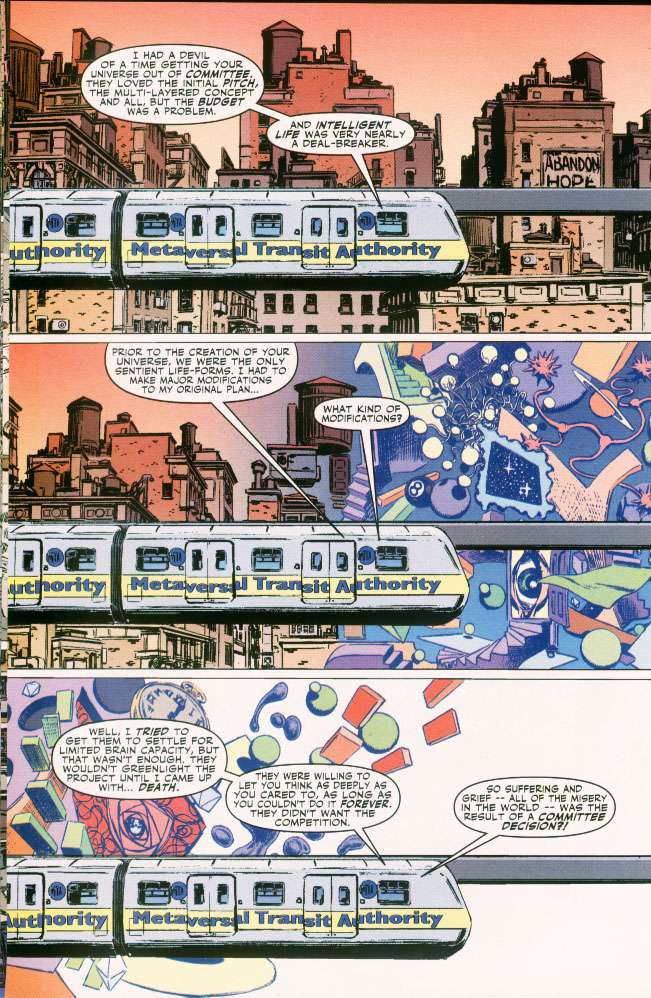 I HAD A DEVIL
OF A TIME GETTING YOUR
UNIVERSE OUT OF COMMITTEE.
THEY LOVED THE INITIAL PITCH,
THE MULTI-LAYERED CONCEPT
AND ALL, BUT THE BUDGET
WAS A PROBLEM.
AND INTELLIGENT
LIFE WAS VERY NEARLY
A DEAL-BREAKER.
ABANDON
HOPE
Authority Metaversal Transit Authority
PRIOR TO THE CREATION OF YOUR
UNIVERSE, WE WERE THE ONLY
SENTIENT LIFE-FORMS. I HAD TO
MAKE MAJOR MODIFICATIONS
TO MY ORIGINAL PLAN...
WHAT KIND OF
MODIFICATIONS?
Authority Metaversal Transit Authority
WELL, I TRIED TO
GET THEM TO SETTLE FOR
LIMITED BRAIN CAPACITY, BUT
THAT WASN'T ENOUGH. THEY
WOULDN'T GREENLIGHT THE
PROJECT UNTIL I CAME UP
WITH... DEATH.
THEY WERE WILLING TO
LET YOU THINK AS DEEPLY AS
YOU CARED TO, AS LONG AS
YOU COULDN'T DO IT FOREVER.
THEY DIDN'T WANT THE
COMPETITION.
SO SUFFERING AND
GRIEF -- ALL OF THE MISERY
IN THE WORLD -- WAS THE
RESULT OF A COMMITTEE
DECISION?!
Authority Metaversal Transit Authority